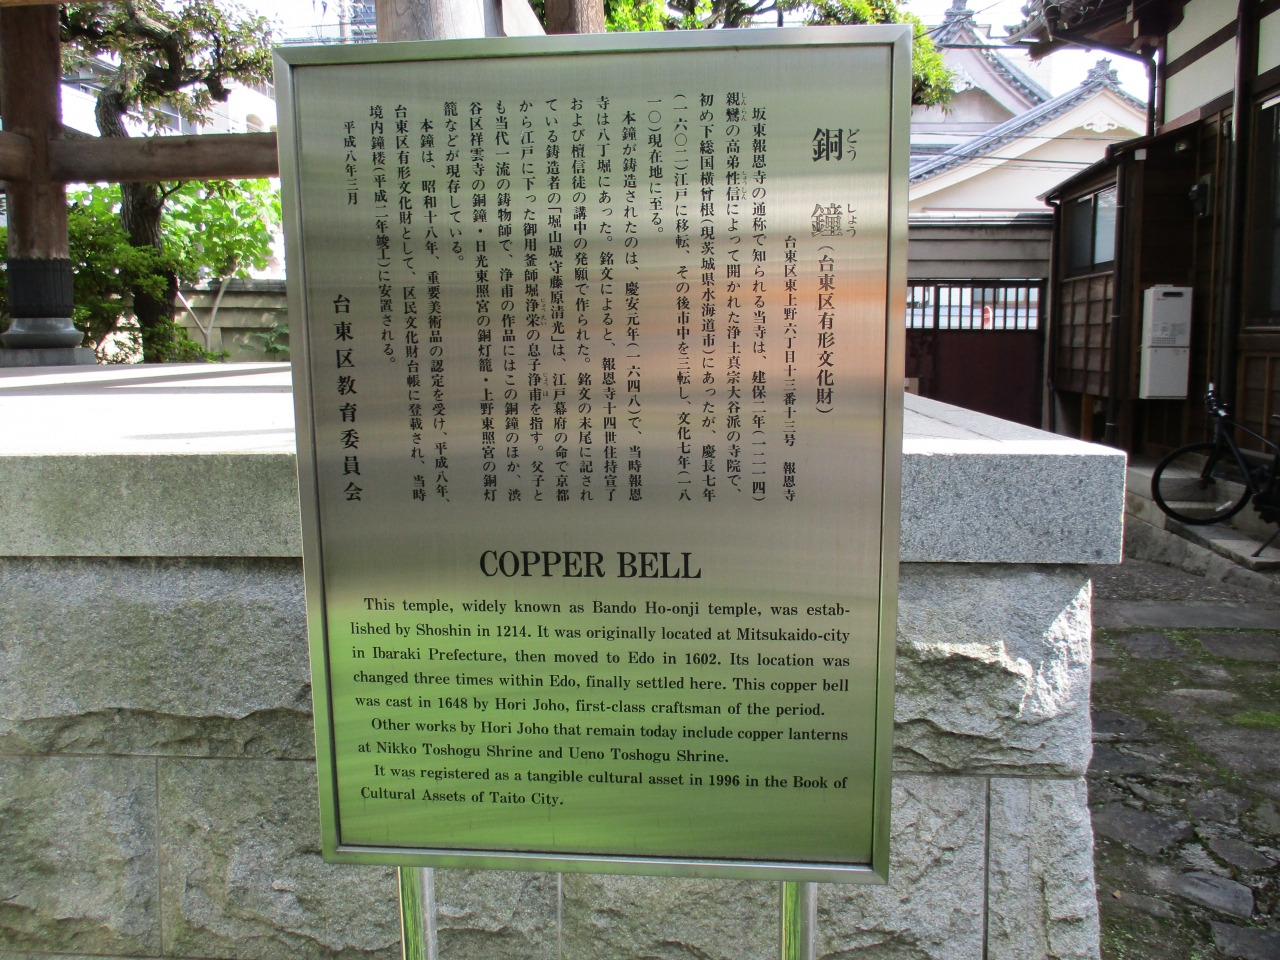 銅鐘(台東区有形文化財)
どうしょう
台東区東上野六丁目十三番十三号 報恩寺
坂東報恩寺の通称で知られる当寺は、建保二年(一二一四)
親鸞の高弟性信によって開かれた浄土真宗大谷派の寺院で、
しんらん しょうしん
初め下総国横曾根(現茨城県水海道市)にあったが、慶長七年
(一六〇二)江戸に移転、その後市中を三転し、文化七年(一八
一〇)現在地に至る。
本鐘が鋳造されたのは、慶安元年(一六四八)で、当時報恩
寺は八丁堀にあった。銘文によると、報恩寺十四世住持宣了
および檀信徒の講中の発願で作られた。銘文の末尾に記され
ている鋳造者の「堀山城守藤原清光」は、江戸幕府の命で京都
から江戸に下った御用釜師堀浄栄の息子浄甫を指す。父子と
も当代一流の鋳物師で、浄甫の作品にはこの銅鐘のほか、渋
谷区祥雲寺の銅鐘・日光東照宮の銅灯籠・上野東照宮の銅灯
籠などが現存している。
本鐘は、昭和十八年、重要美術品の認定を受け、平成八年、
台東区有形文化財として、区民文化財台帳に登載され、当時
境内鐘楼(平成二年竣工)に安置される。
平成八年三月
台東区教育委員会
COPPER BELL
This temple, widely known as Bando Ho-onji temple, was estab-
lished by Shoshin in 1214. It was originally located at Mitsukaido-city
in Ibaraki Prefecture, then moved to Edo in 1602. Its location was
changed three times within Edo, finally settled here. This copper bell
was cast in 1648 by Hori Joho, first-class craftsman of the period.
Other works by Hori Joho that remain today include copper lanterns
at Nikko Toshogu Shrine and Ueno Toshogu Shrine.
It was registered as a tangible cultural asset in 1996 in the Book of
Cultural Assets of Taito City.